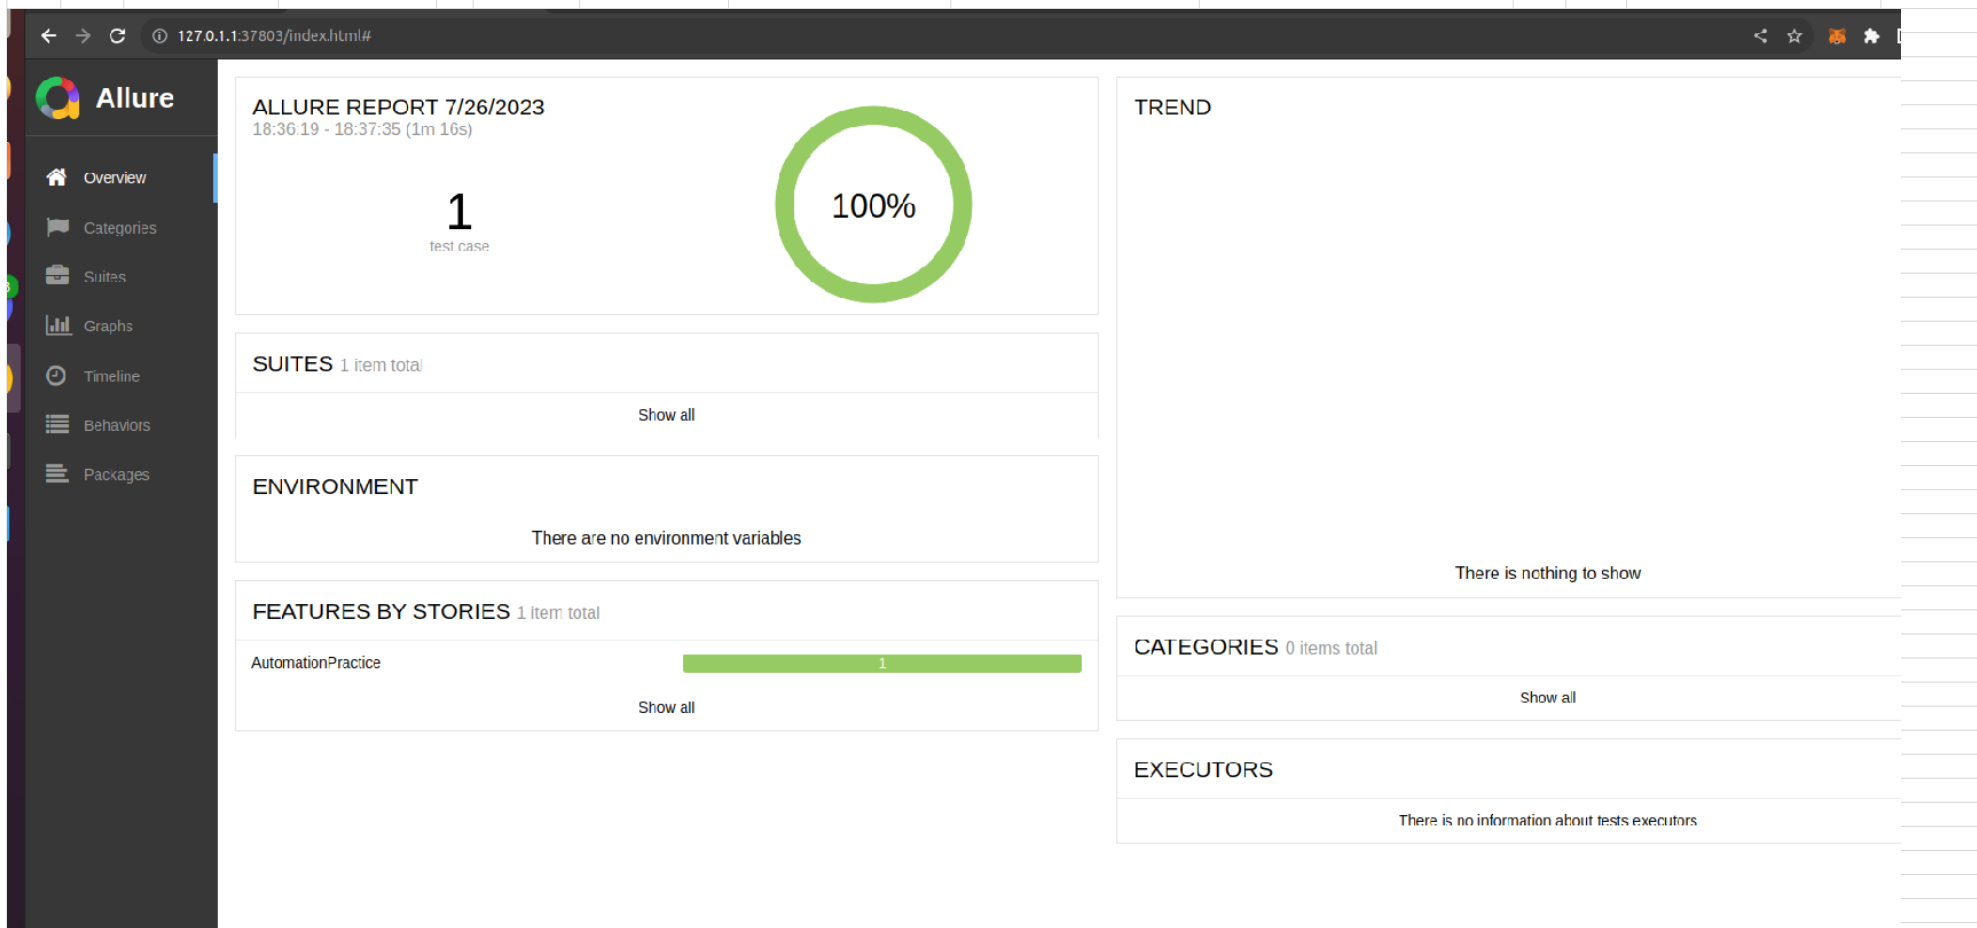 127.0.1.1:37803/index.html#
Allure
Overview
Categories
Suites
Graphs
Timeline
Behaviors
Packages
ALLURE REPORT 7/26/2023
18:36:19 - 18:37:35 (1m 16s)
1
test case
100%
SUITES 1 item total
Show all
ENVIRONMENT
There are no environment variables
FEATURES BY STORIES 1 item total
AutomationPractice
1
Show all
TREND
There is nothing to show
CATEGORIES 0 items total
Show all
EXECUTORS
There is no information about tests executors